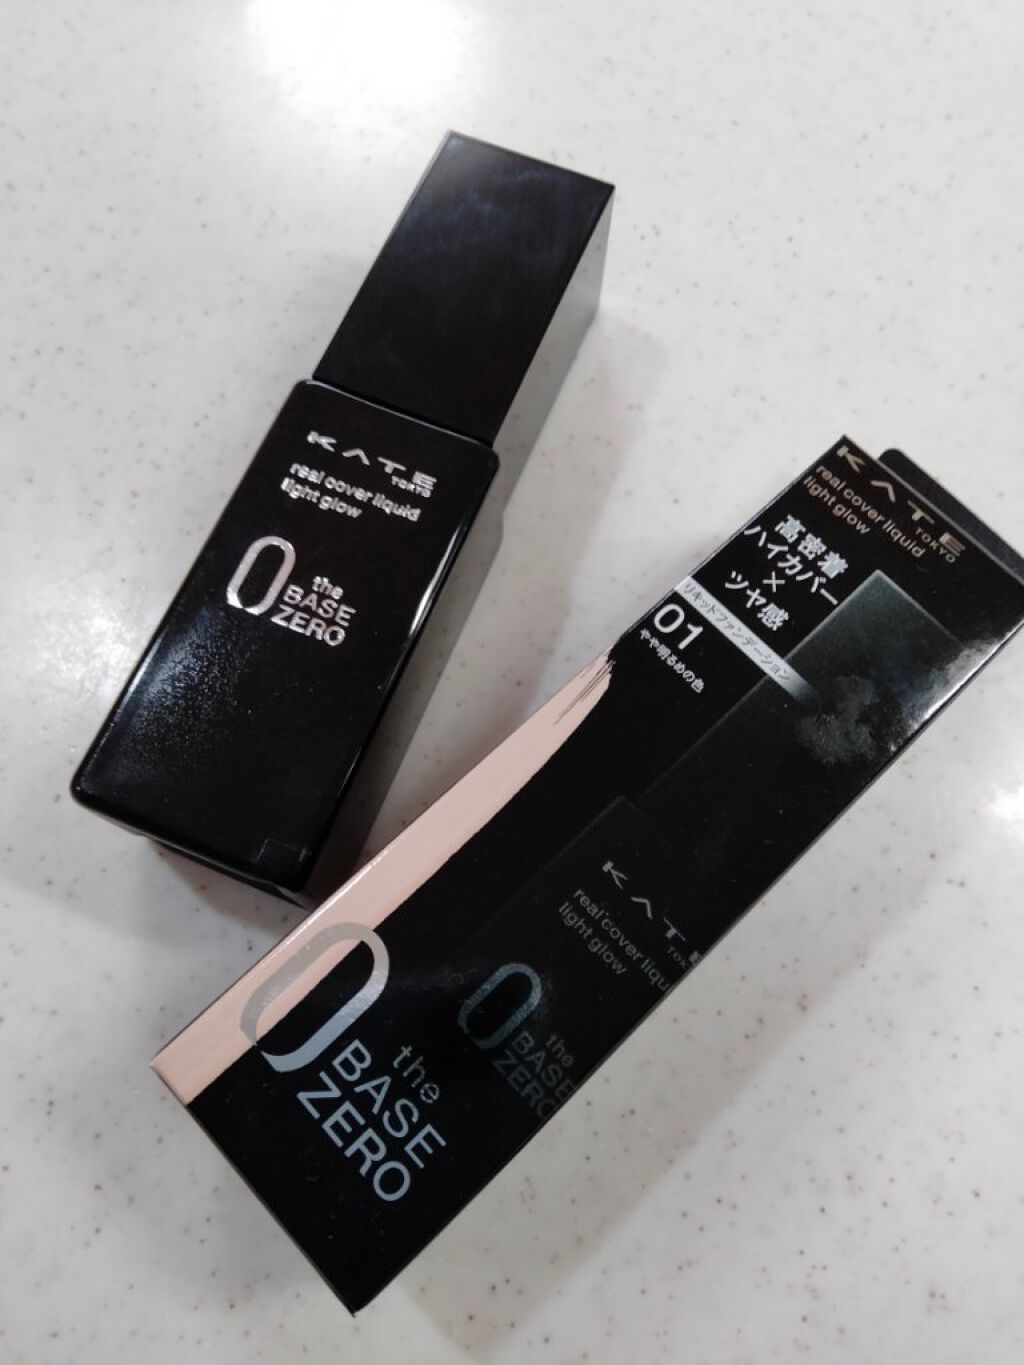 KATE
TOKYO
real cover liquid
light glow
0 the
BASE
ZERO
KATE
TOKYO
real cover liquid
light glow
高密着
ハイカバー
×
ツヤ感
リキッドファンデーション
01
やや明るめの色
KATE
real cover liqu
light glow
0 the
BASE
ZERO
0 the
BASE
ZERO